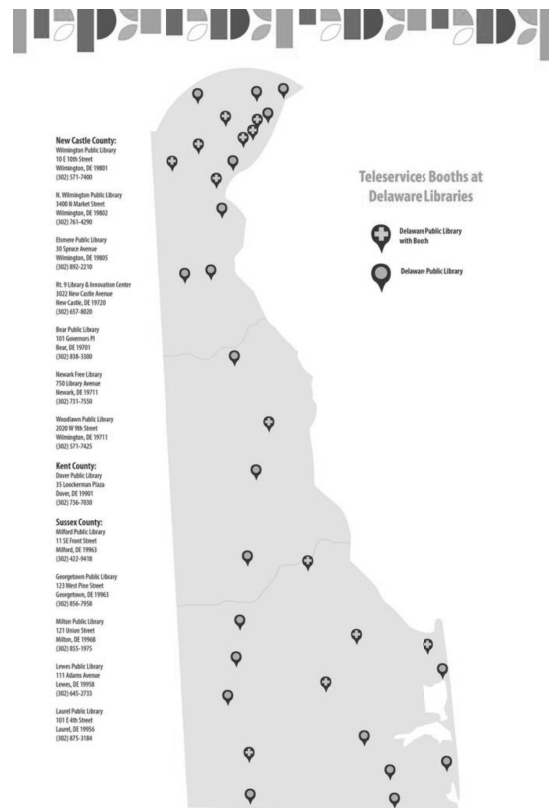 New Castle County:
Wilmington Public Library
10 E 10th Street
Wilmington, DE 19801
(302) 571-7400
N. Wilmington Public Library
3400 N Market Street
Wilmington, DE 19802
(302) 761-4290
Elsmere Public Library
30 Spruce Avenue
Wilmington, DE 19805
(302) 892-2210
Rt. 9 Library & Innovation Center
3022 New Castle Avenue
New Castle, DE 19720
(302) 657-8020
Bear Public Library
101 Governors Pl
Bear, DE 19701
(302) 838-3300
Newark Free Library
750 Library Avenue
Newark, DE 19711
(302) 731-7550
Woodlawn Public Library
2020 W 9th Street
Wilmington, DE 19711
(302) 571-7425
Kent County:
Dover Public Library
35 Loockerman Plaza
Dover, DE 19901
(302) 736-7030
Sussex County:
Milford Public Library
11 SE Front Street
Milford, DE 19963
(302) 422-9418
Georgetown Public Library
123 West Pine Street
Georgetown, DE 19963
(302) 856-7958
Milton Public Library
121 Union Street
Milton, DE 19968
(302) 855-1975
Lewes Public Library
111 Adams Avenue
Lewes, DE 19958
(302) 645-2733
Laurel Public Library
101 E 4th Street
Laurel, DE 19956
(302) 875-3184
Teleservices Booths at
Delaware Libraries
Delaware Public Library
with Booth
Delaware Public Library